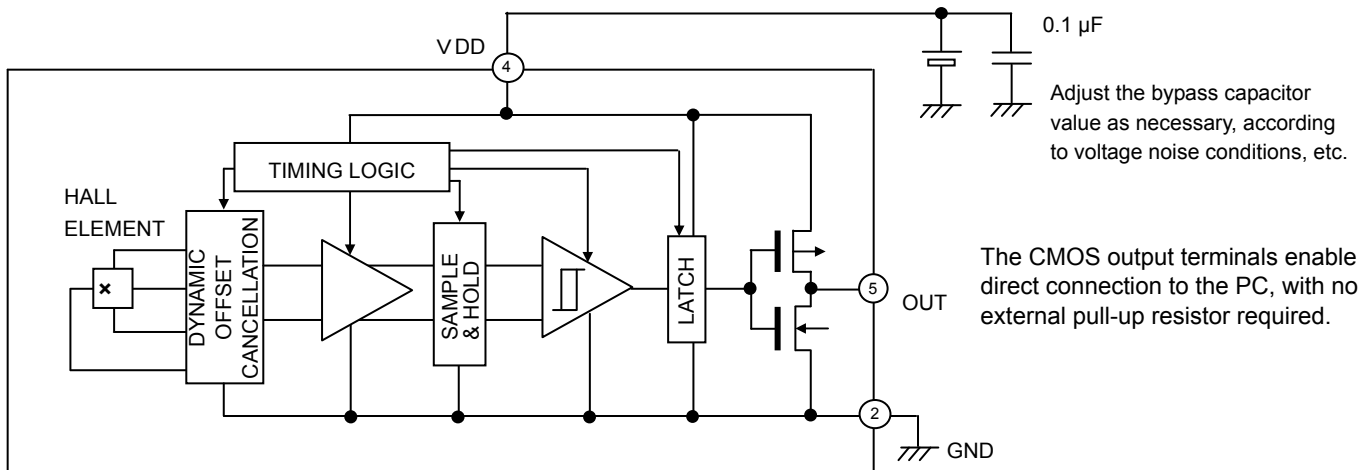 0.1 µF
VDD
4
Adjust the bypass capacitor
value as necessary, according
to voltage noise conditions, etc.
TIMING LOGIC
HALL
ELEMENT
DYNAMIC
OFFSET
CANCELLATION
SAMPLE
& HOLD
LATCH
The CMOS output terminals enable
direct connection to the PC, with no
external pull-up resistor required.
5
OUT
2
GND